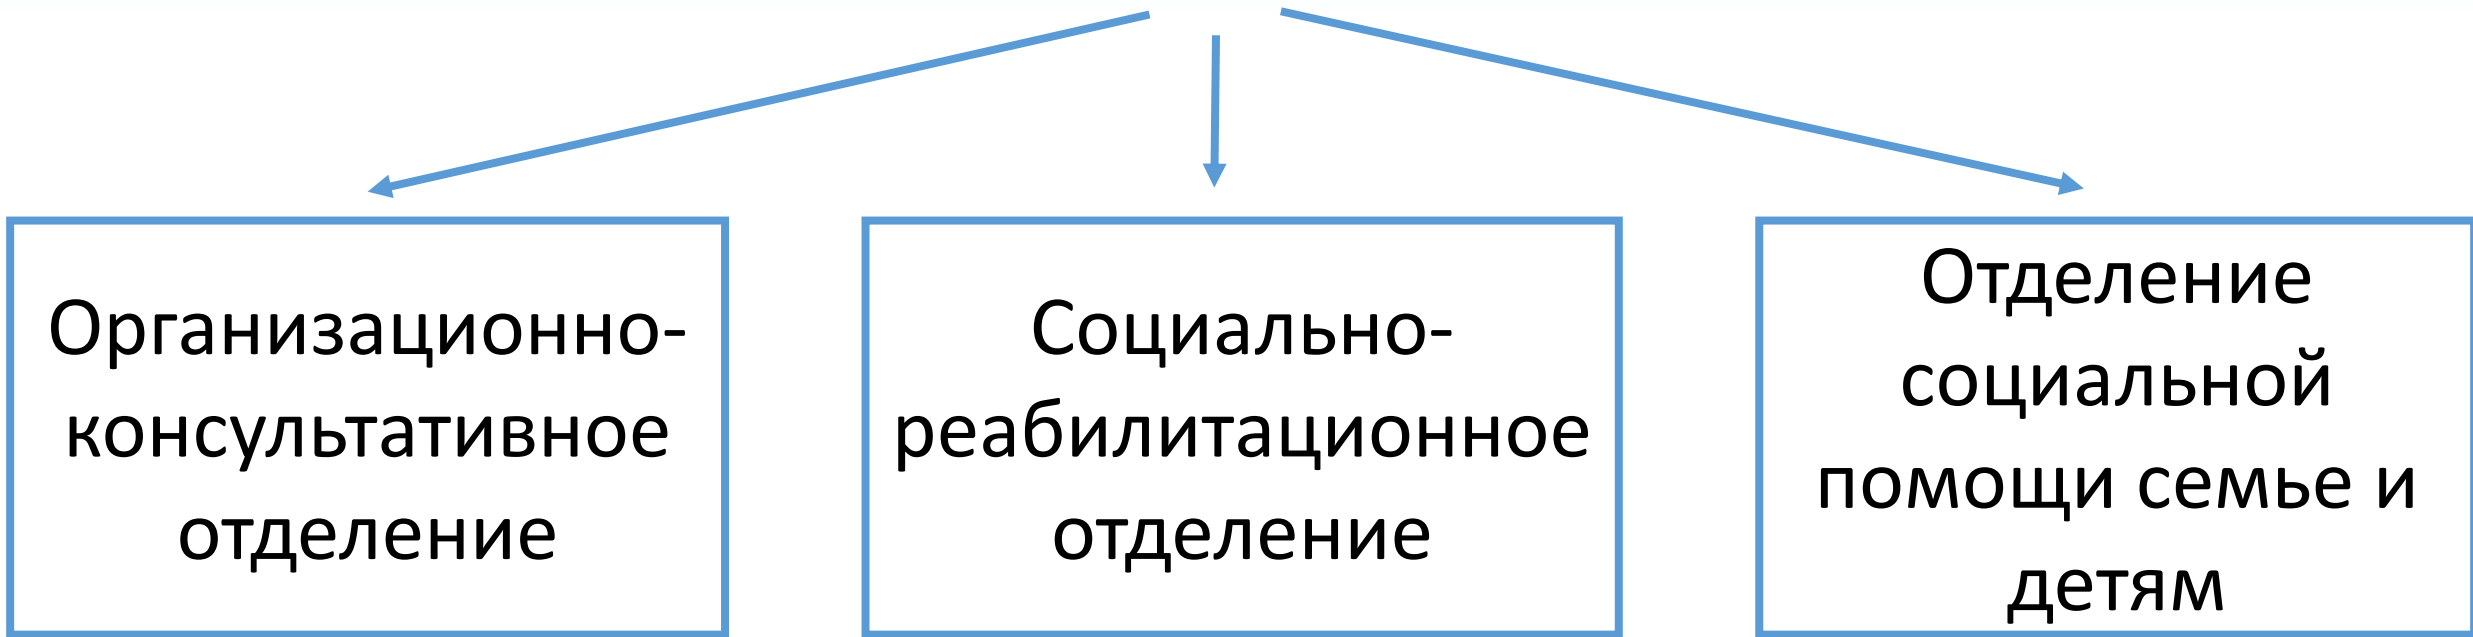 Организационно-
консультативное
отделение
Социально-
реабилитационное
отделение
Отделение
социальной
помощи семье и
детям